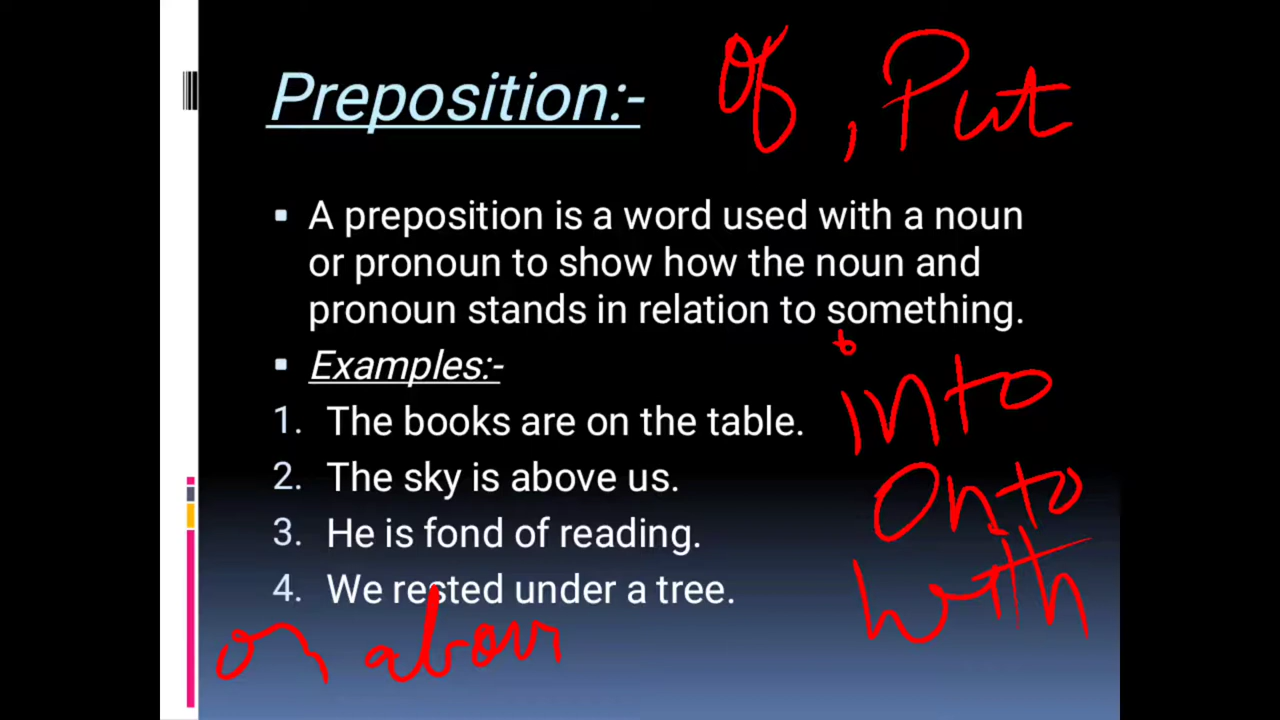 Preposition:- of, Put
A preposition is a word used with a noun
or pronoun to show how the noun and
pronoun stands in relation to something.
Examples:-
into
1. The books are on the table.
2. The sky is above us.
onto
3. He is fond of reading.
with
4. We rested under a tree.
on